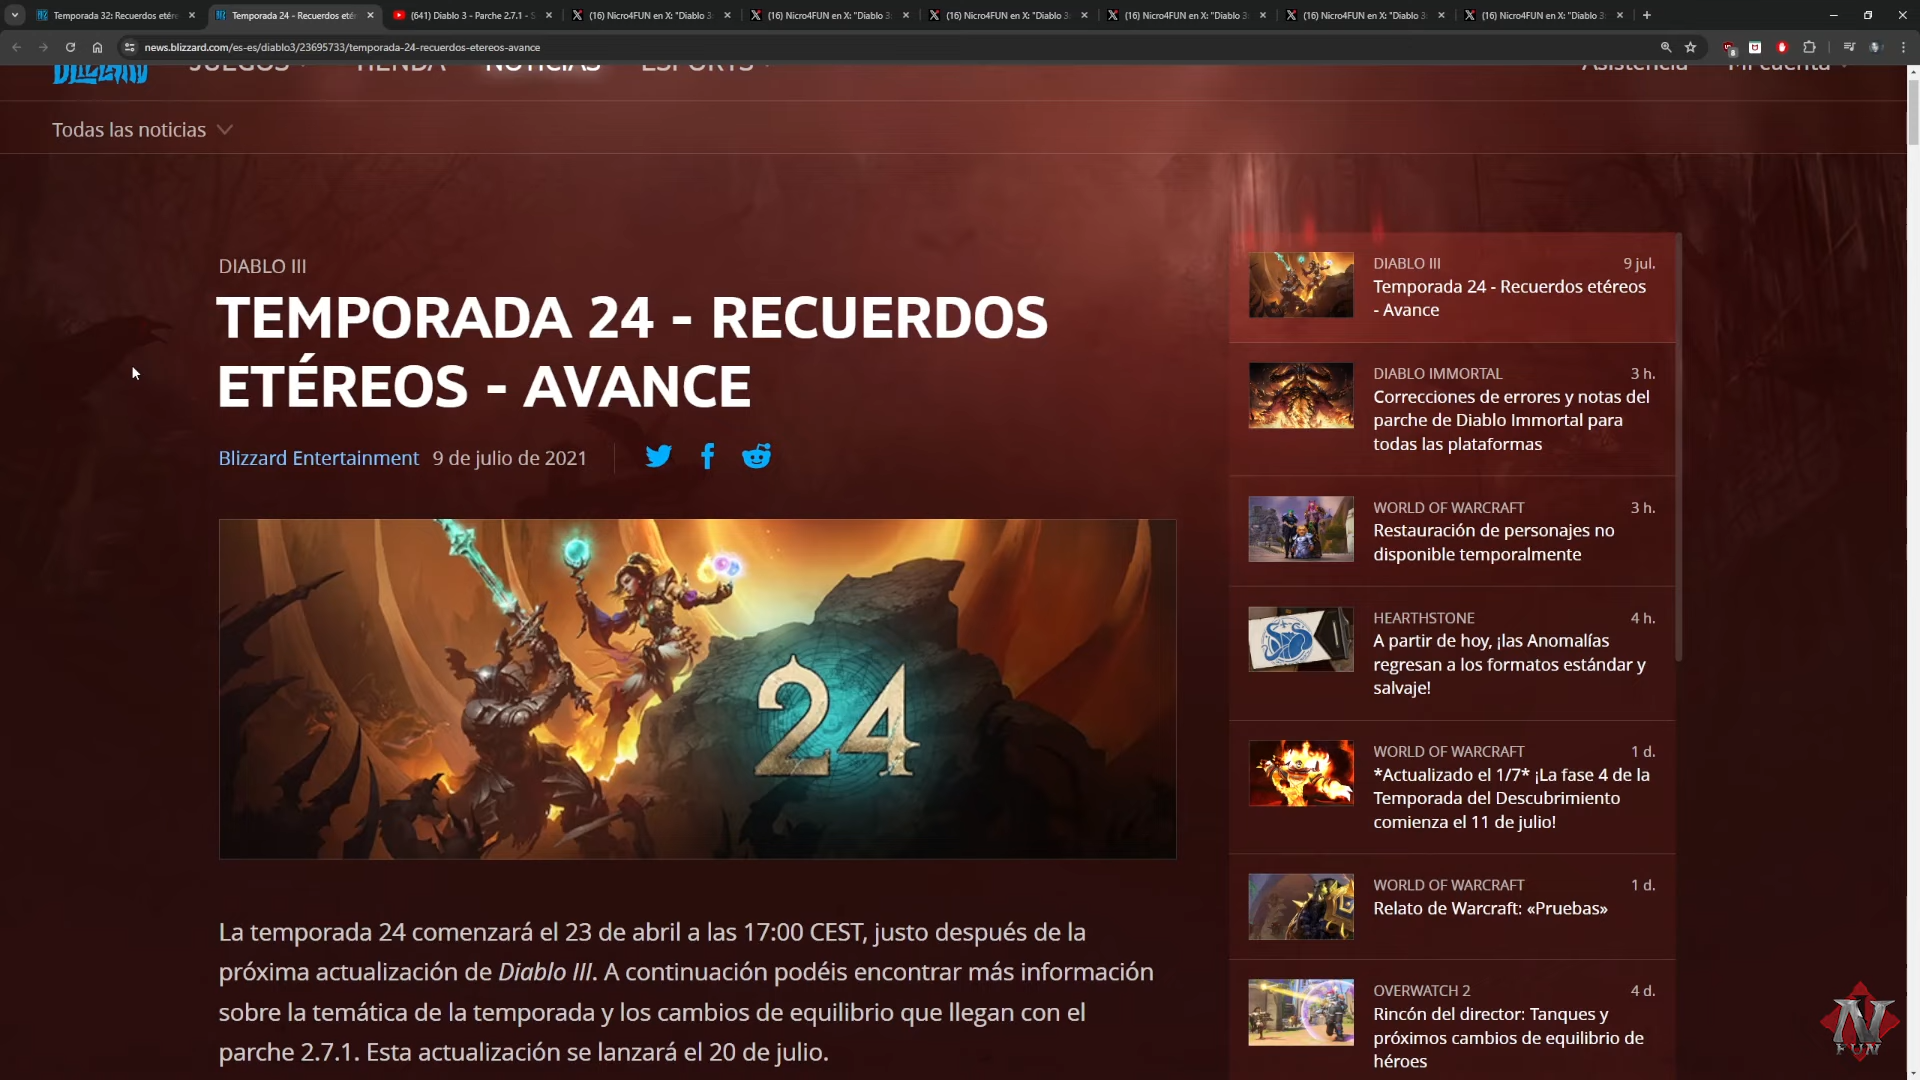 Temporada 32: Recuerdos etére
Temporada 24 - Recuerdos eté
(641) Diablo 3 - Parche 2.7.1 - S
(16) Nicro4FUN en X: "Diablo 3:
(16) Nicro4FUN en X: "Diablo 3:
(16) Nicro4FUN en X: "Diablo 3:
(16) Nicro4FUN en X: "Diablo 3:
(16) Nicro4FUN en X: "Diablo 3:
(16) Nicro4FUN en X: "Diablo 3:
news.blizzard.com/es-es/diablo3/23695733/temporada-24-recuerdos-etereos-avance
BLIZZARD
JUEGOS
TIENDA
NOTICIAS
ESPORTS
Asistencia
Mi cuenta
Todas las noticias
DIABLO III
TEMPORADA 24 - RECUERDOS
ETÉREOS - AVANCE
Blizzard Entertainment 9 de julio de 2021
24
La temporada 24 comenzará el 23 de abril a las 17:00 CEST, justo después de la
próxima actualización de Diablo III. A continuación podéis encontrar más información
sobre la temática de la temporada y los cambios de equilibrio que llegan con el
parche 2.7.1. Esta actualización se lanzará el 20 de julio.
DIABLO III 9 jul.
Temporada 24 - Recuerdos etéreos
- Avance
DIABLO IMMORTAL 3 h.
Correcciones de errores y notas del
parche de Diablo Immortal para
todas las plataformas
WORLD OF WARCRAFT 3 h.
Restauración de personajes no
disponible temporalmente
HEARTHSTONE 4 h.
A partir de hoy, ¡las Anomalías
regresan a los formatos estándar y
salvaje!
WORLD OF WARCRAFT 1 d.
*Actualizado el 1/7* ¡La fase 4 de la
Temporada del Descubrimiento
comienza el 11 de julio!
WORLD OF WARCRAFT 1 d.
Relato de Warcraft: «Pruebas»
OVERWATCH 2 4 d.
Rincón del director: Tanques y
próximos cambios de equilibrio de
héroes
N
FUN